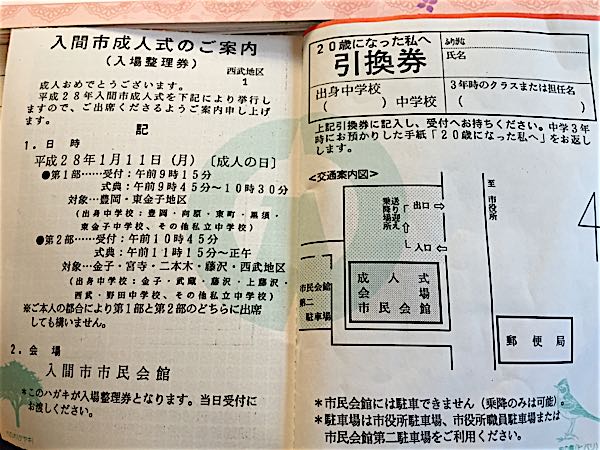 入間市成人式のご案内
(入場整理券)
西武地区
1
成人おめでとうございます。
平成28年入間市成人式を下記により挙行し
ますので、ご出席くださるようご案内申し上げ
ます。
記
1.日時
平成28年1月11日(月)〔成人の日〕
●第1部……受付:午前9時15分
式典:午前9時45分～10時30分
対象…豊岡・東金子地区
(出身中学校:豊岡・向原・東町・黒須・
東金子中学校、その他私立中学校)
●第2部……受付:午前10時45分
式典:午前11時15分～正午
対象…金子・宮寺・二本木・藤沢・西武地区
(出身中学校:金子・武蔵・藤沢・上藤沢・
西武・野田中学校、その他私立中学校)
※ご本人の都合により第1部と第2部のどちらに出席
しても構いません。
2.会場
入間市市民会館
*このハガキが入場整理券となります。当日受付に
お渡しください。
20歳になった私へ
引換券
ふりがな
氏名
出身中学校
( )中学校
3年時のクラスまたは担任名
( )
上記引換券に記入し、受付へお持ちください。中学3年
時にお預かりした手紙「20歳になった私へ」をお返し
します。
<交通案内図>
至市役所
送り迎え
乗降場所
出口
入口
成人式
会場
市民会館
市民会館
第二
駐車場
郵便局
*市民会館には駐車できません(乗降のみは可能)。
*駐車場は市役所駐車場、市役所職員駐車場または
市民会館第二駐車場をご利用ください。